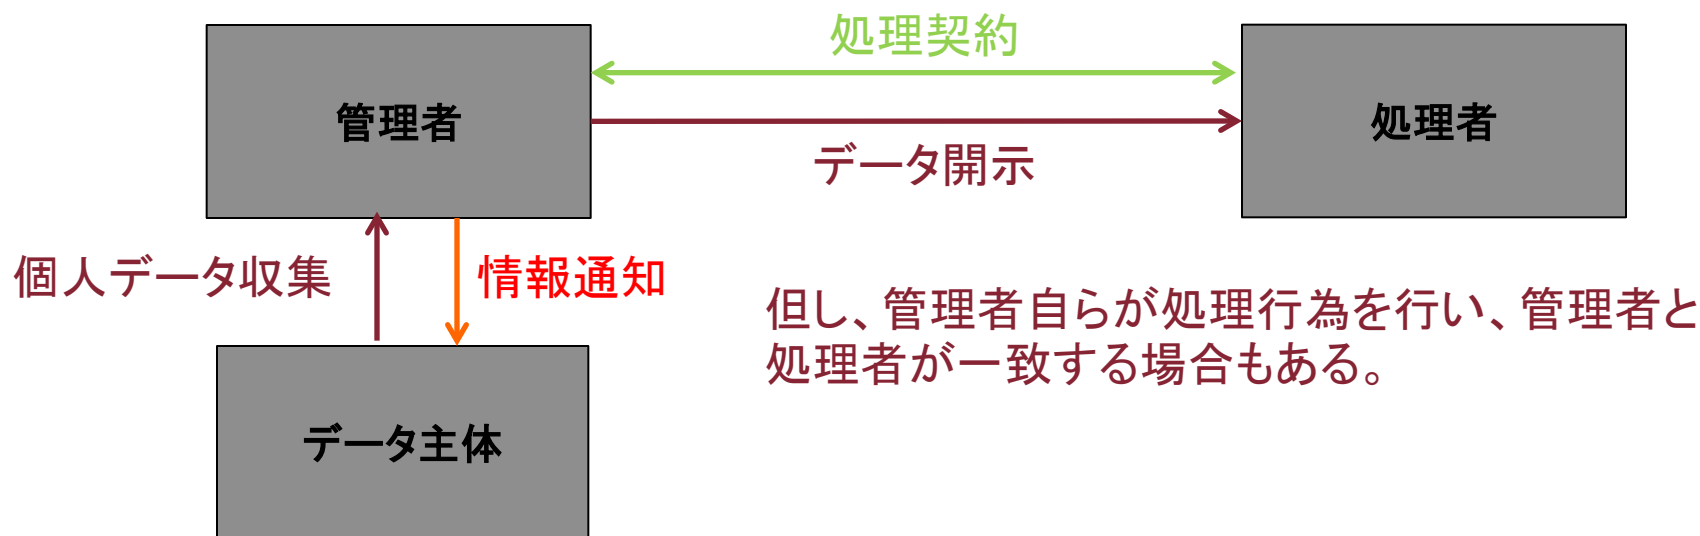 処理契約
管理者
処理者
データ開示
個人データ収集
情報通知
但し、管理者自らが処理行為を行い、管理者と
処理者が一致する場合もある。
データ主体